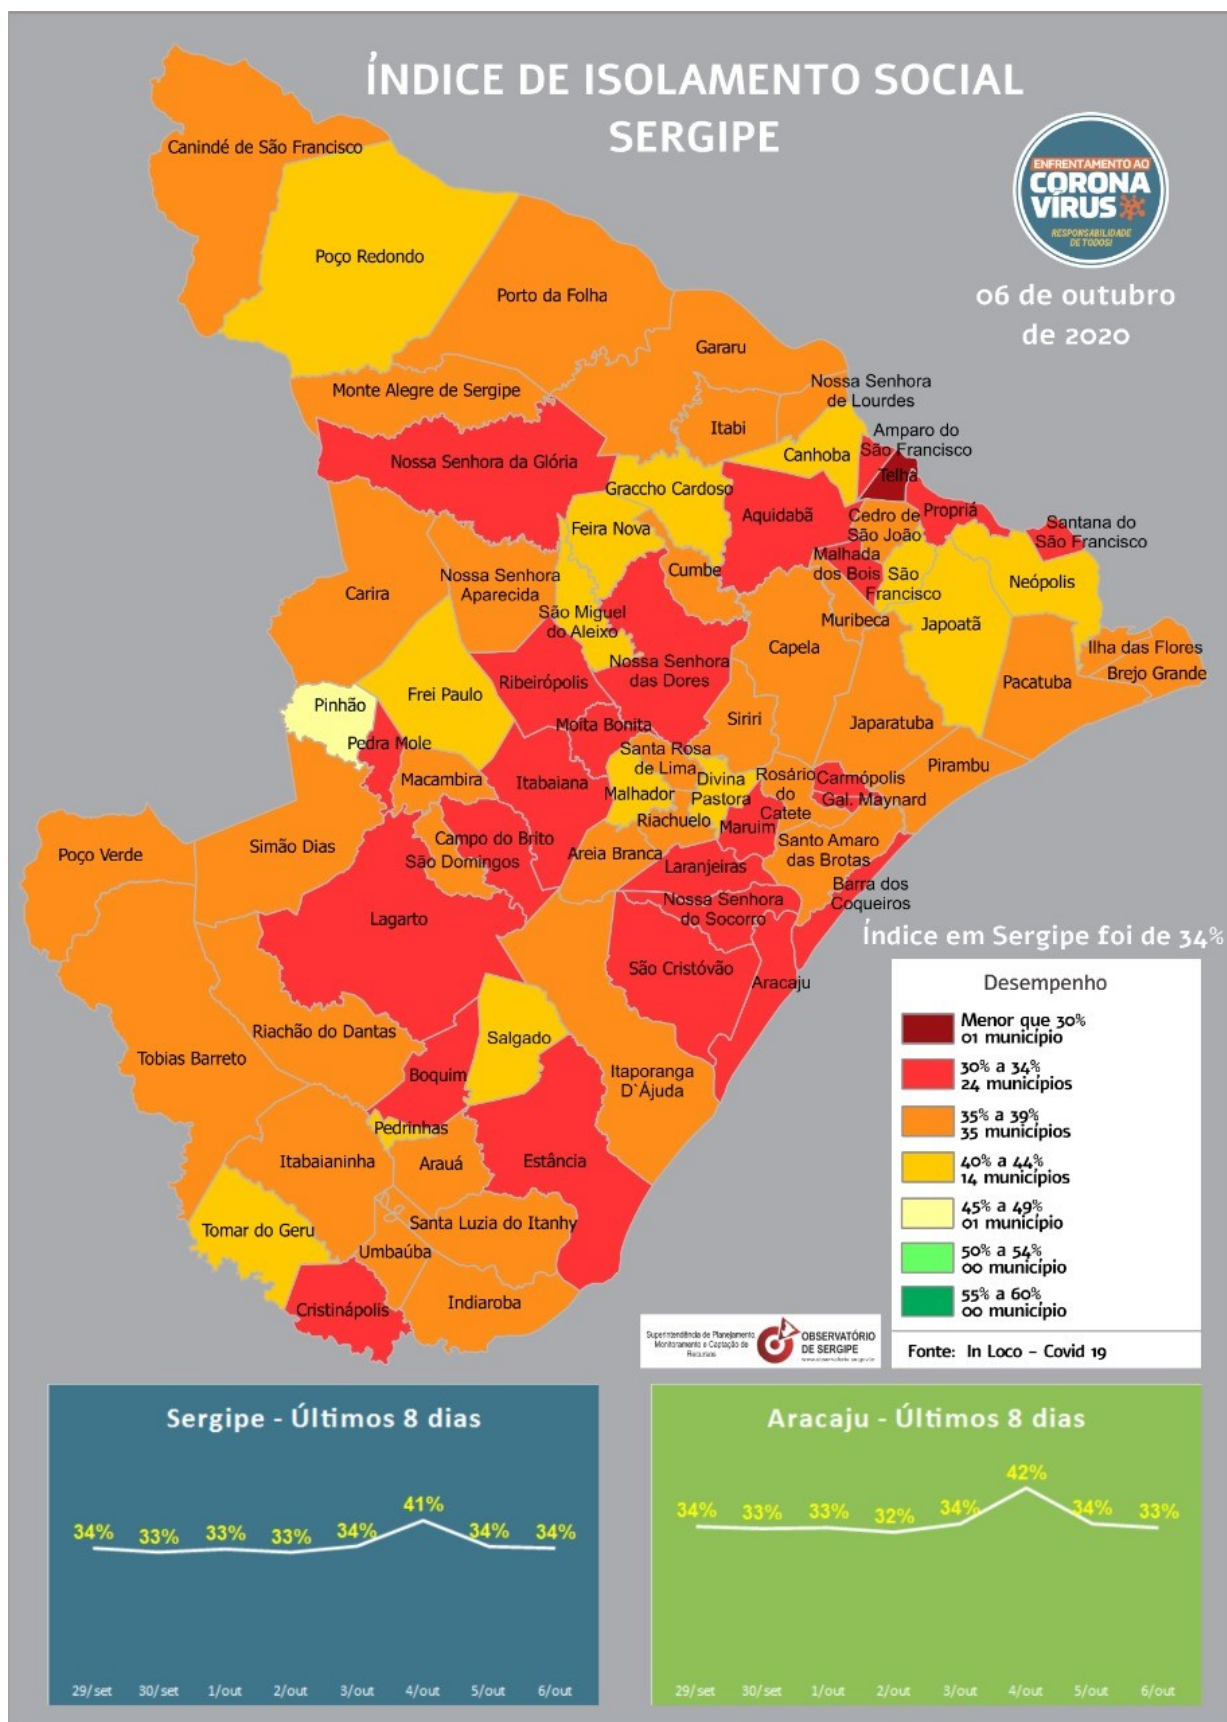 ÍNDICE DE ISOLAMENTO SOCIAL
SERGIPE
ENFRENTAMENTO AO
CORONA
VÍRUS
RESPONSABILIDADE
DE TODOS!
06 de outubro
de 2020
Canindé de São Francisco
Poço Redondo
Porto da Folha
Gararu
Monte Alegre de Sergipe
Nossa Senhora
de Lourdes
Itabi
Amparo do
São Francisco
Canhoba
Nossa Senhora da Glória
Telha
Graccho Cardoso
Aquidabã
Propriá
Cedro de
São João
Santana do
São Francisco
Feira Nova
Malhada
dos Bois
São
Francisco
Cumbe
Neópolis
Nossa Senhora
Aparecida
Carira
São Miguel
do Aleixo
Muribeca
Japoatã
Capela
Ilha das Flores
Brejo Grande
Nossa Senhora
das Dores
Ribeirópolis
Pacatuba
Frei Paulo
Pinhão
Siriri
Japaratuba
Moita Bonita
Pedra Mole
Santa Rosa
de Lima
Pirambu
Macambira
Itabaiana
Malhador
Divina
Pastora
Rosário
do
Catete
Carmópolis
Gal. Maynard
Riachuelo
Maruim
Campo do Brito
São Domingos
Santo Amaro
das Brotas
Simão Dias
Poço Verde
Areia Branca
Laranjeiras
Barra dos
Coqueiros
Nossa Senhora
do Socorro
Lagarto
São Cristóvão
Aracaju
Riachão do Dantas
Salgado
Tobias Barreto
Boquim
Itaporanga
D`Ájuda
Pedrinhas
Itabaianinha
Arauá
Estância
Tomar do Geru
Santa Luzia do Itanhy
Umbaúba
Cristinápolis
Indiaroba
Índice em Sergipe foi de 34%
Desempenho
Menor que 30%
01 município
30% a 34%
24 municípios
35% a 39%
35 municípios
40% a 44%
14 municípios
45% a 49%
01 município
50% a 54%
00 município
55% a 60%
00 município
Fonte: In Loco - Covid 19
Superintendência de Planejamento,
Monitoramento e Captação de
Recursos
OBSERVATÓRIO
DE SERGIPE
www.observatorio.se.gov.br
Sergipe - Últimos 8 dias
34% 33% 33% 33% 34% 41% 34% 34%
29/set 30/set 1/out 2/out 3/out 4/out 5/out 6/out
Aracaju - Últimos 8 dias
34% 33% 33% 32% 34% 42% 34% 33%
29/set 30/set 1/out 2/out 3/out 4/out 5/out 6/out